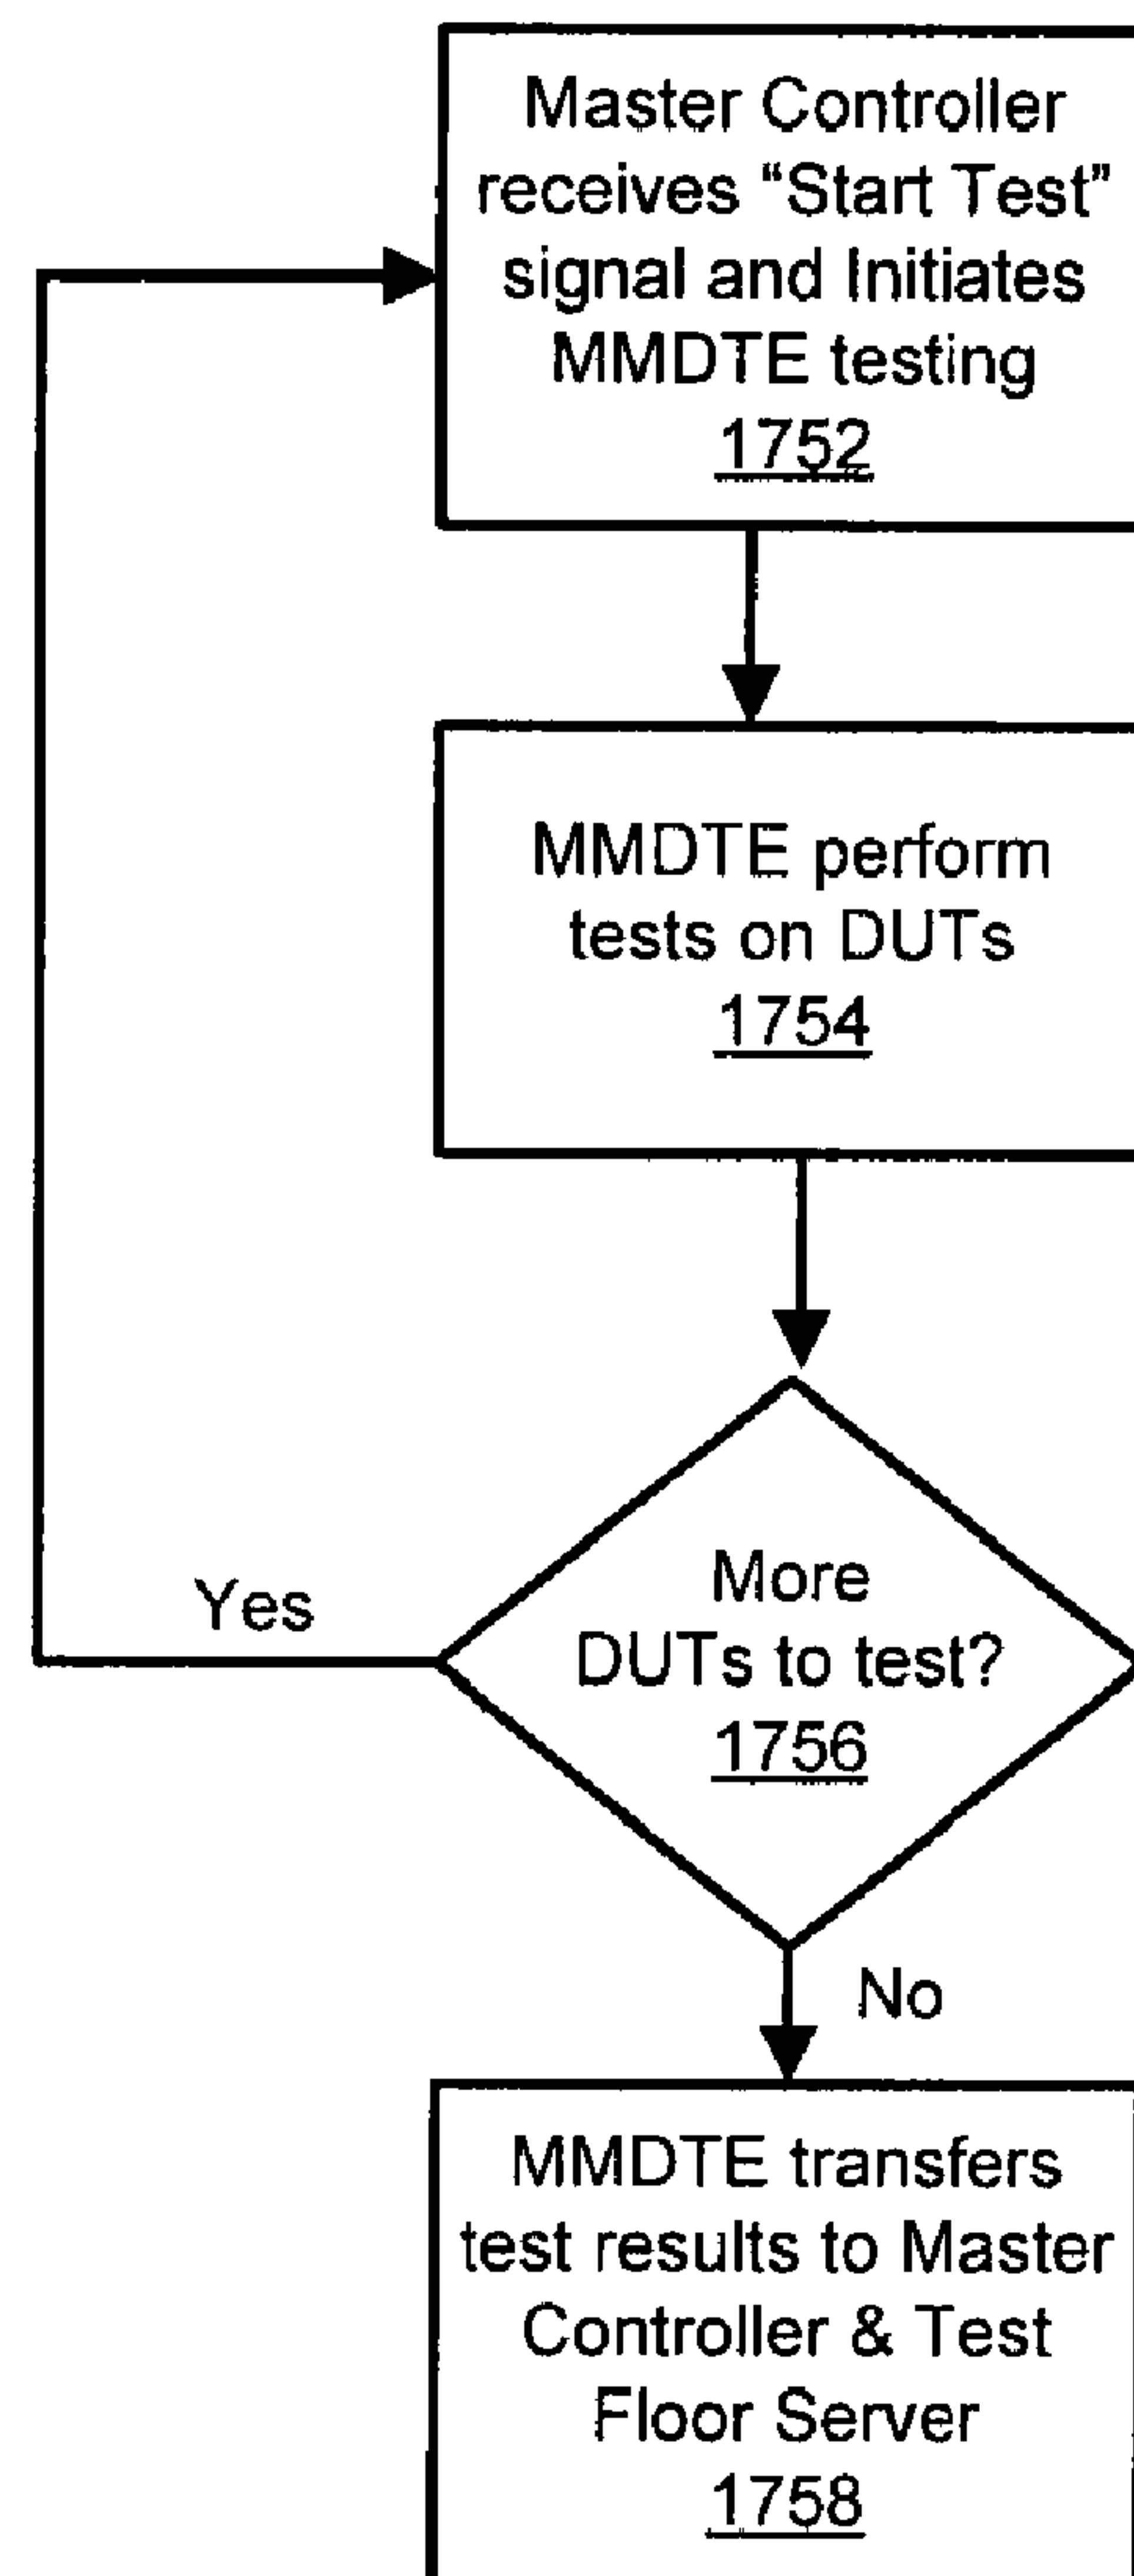 Master Controller
receives “Start Test”
signal and Initiates
MMDTE testing
1752
MMDTE perform
tests on DUTs
1754
More
DUTs to test?
1756
Yes
No
MMDTE transfers
test results to Master
Controller & Test
Floor Server
1758